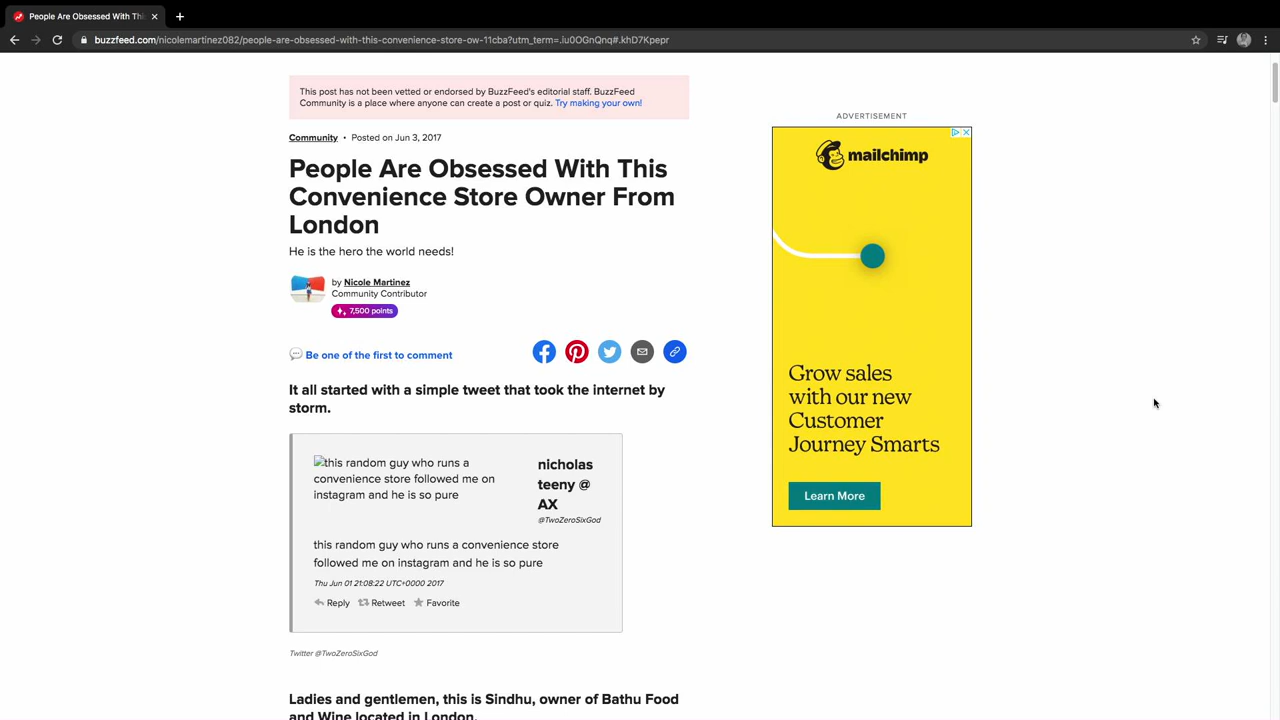 People Are Obsessed With This
buzzfeed.com/nicolemartinez082/people-are-obsessed-with-this-convenience-store-ow-11cba?utm_term=.iu0OGnQnq#.khD7Kpepr
This post has not been vetted or endorsed by BuzzFeed's editorial staff. BuzzFeed
Community is a place where anyone can create a post or quiz. Try making your own!
Community • Posted on Jun 3, 2017
People Are Obsessed With This
Convenience Store Owner From
London
He is the hero the world needs!
by Nicole Martinez
Community Contributor
7,500 points
Be one of the first to comment
It all started with a simple tweet that took the internet by
storm.
this random guy who runs a
convenience store followed me on
instagram and he is so pure
nicholas
teeny @
AX
@TwoZeroSixGod
this random guy who runs a convenience store
followed me on instagram and he is so pure
Thu Jun 01 21:08:22 UTC+0000 2017
Reply Retweet Favorite
Twitter @TwoZeroSixGod
Ladies and gentlemen, this is Sindhu, owner of Bathu Food
and Wine located in London.
ADVERTISEMENT
mailchimp
Grow sales
with our new
Customer
Journey Smarts
Learn More